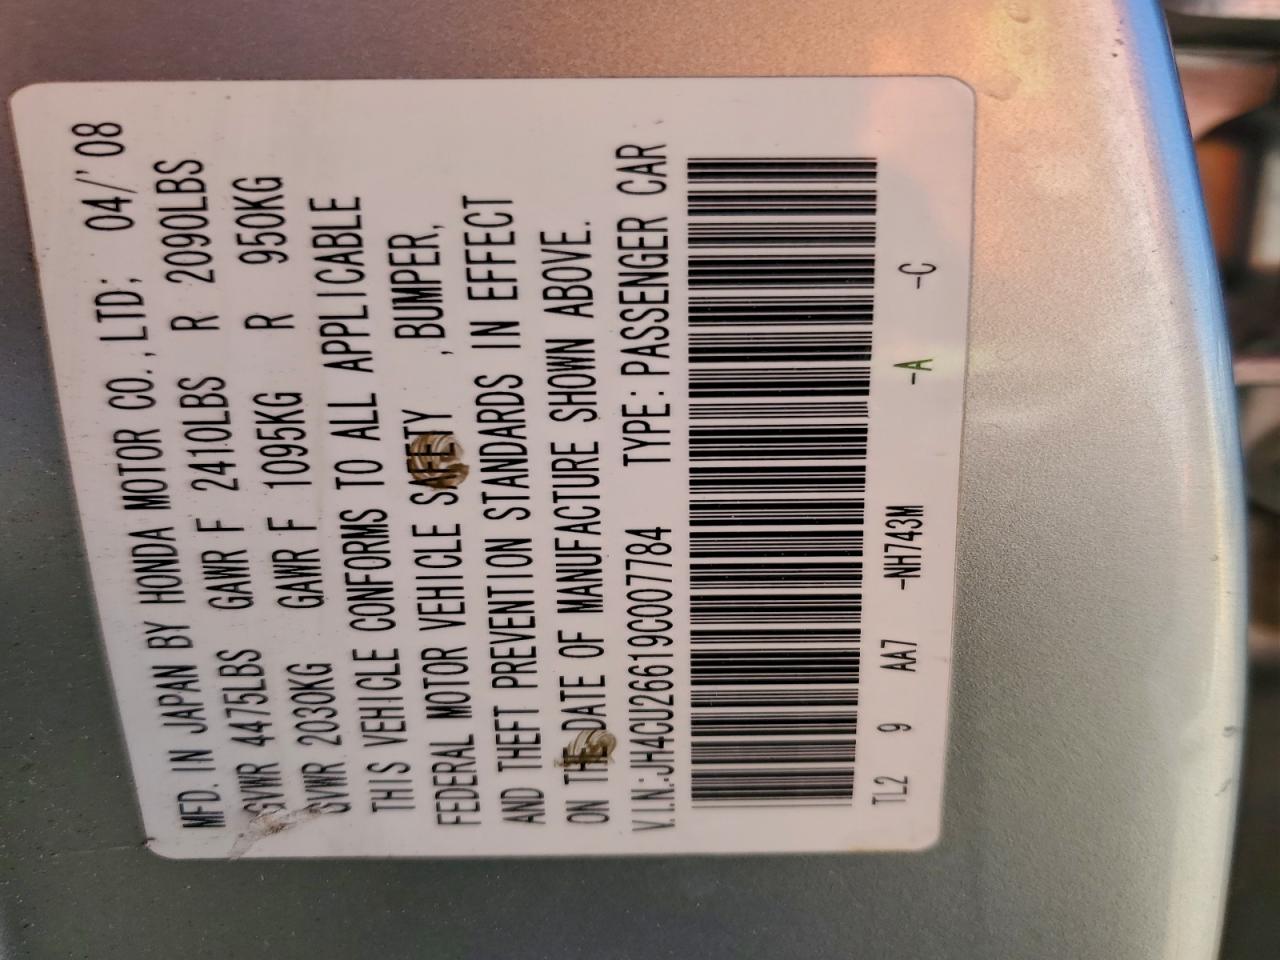 MFD. IN JAPAN BY HONDA MOTOR CO., LTD; 04/'08
GVWR 4475LBS GAWR F 2410LBS R 2090LBS
GVWR 2030KG GAWR F 1095KG R 950KG
THIS VEHICLE CONFORMS TO ALL APPLICABLE
FEDERAL MOTOR VEHICLE SAFETY , BUMPER,
AND THEFT PREVENTION STANDARDS IN EFFECT
ON THE DATE OF MANUFACTURE SHOWN ABOVE.
V.I.N.:JH4CU26619C007784 TYPE: PASSENGER CAR
TL2 9 AA7 -NH743M -A -C